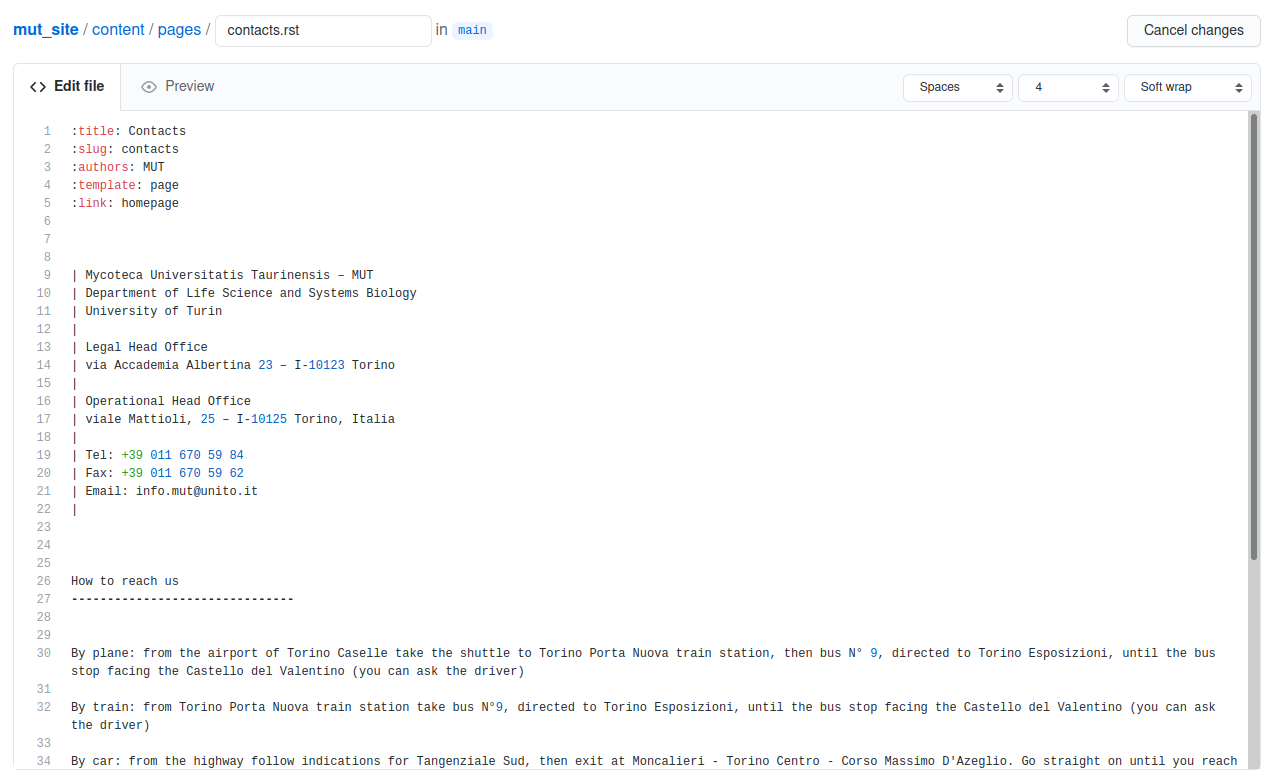 mut_site / content / pages / contacts.rst in main Cancel changes
Edit file Preview Spaces 4 Soft wrap
1 :title: Contacts
2 :slug: contacts
3 :authors: MUT
4 :template: page
5 :link: homepage
6
7
8
9 | Mycoteca Universitatis Taurinensis – MUT
10 | Department of Life Science and Systems Biology
11 | University of Turin
12 |
13 | Legal Head Office
14 | via Accademia Albertina 23 – I-10123 Torino
15 |
16 | Operational Head Office
17 | viale Mattioli, 25 – I-10125 Torino, Italia
18 |
19 | Tel: +39 011 670 59 84
20 | Fax: +39 011 670 59 62
21 | Email: info.mut@unito.it
22 |
23
24
25
26 How to reach us
27 -------------------------------
28
29
30 By plane: from the airport of Torino Caselle take the shuttle to Torino Porta Nuova train station, then bus N° 9, directed to Torino Esposizioni, until the bus
stop facing the Castello del Valentino (you can ask the driver)
31
32 By train: from Torino Porta Nuova train station take bus N°9, directed to Torino Esposizioni, until the bus stop facing the Castello del Valentino (you can ask
the driver)
33
34 By car: from the highway follow indications for Tangenziale Sud, then exit at Moncalieri - Torino Centro - Corso Massimo D'Azeglio. Go straight on until you reach